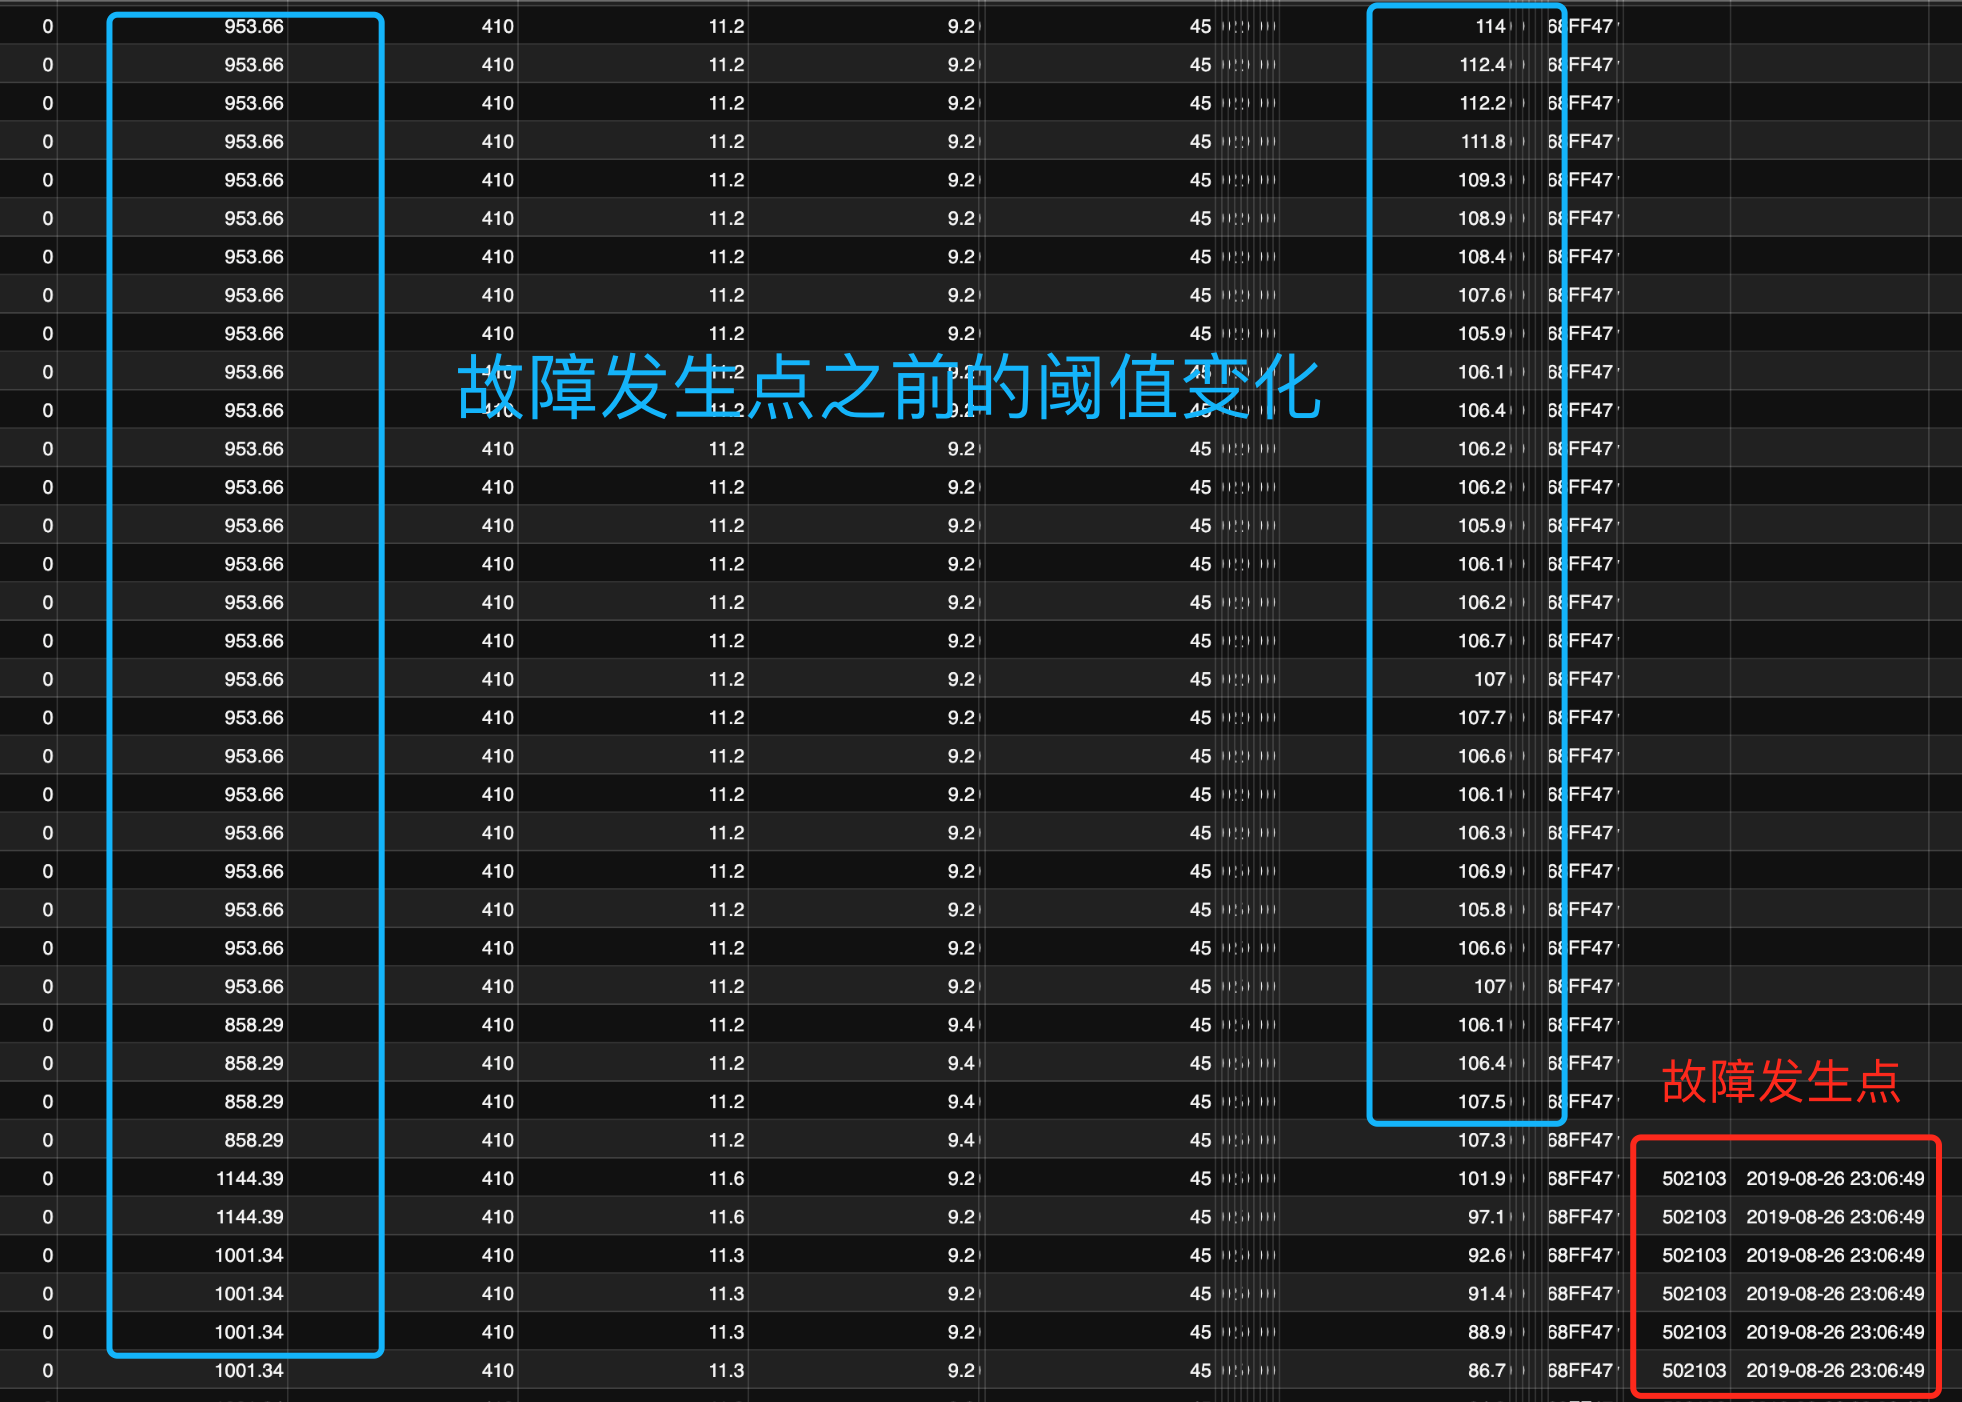 0 953.66 410 11.2 9.2 45 114 68FF47
0 953.66 410 11.2 9.2 45 112.4 68FF47
0 953.66 410 11.2 9.2 45 112.2 68FF47
0 953.66 410 11.2 9.2 45 111.8 68FF47
0 953.66 410 11.2 9.2 45 109.3 68FF47
0 953.66 410 11.2 9.2 45 108.9 68FF47
0 953.66 410 11.2 9.2 45 108.4 68FF47
0 953.66 410 11.2 9.2 45 107.6 68FF47
0 953.66 410 11.2 9.2 45 105.9 68FF47
0 953.66 410 11.2 9.2 45 106.1 68FF47
故障发生点之前的阈值变化
0 953.66 410 11.2 9.2 45 106.4 68FF47
0 953.66 410 11.2 9.2 45 106.2 68FF47
0 953.66 410 11.2 9.2 45 106.2 68FF47
0 953.66 410 11.2 9.2 45 105.9 68FF47
0 953.66 410 11.2 9.2 45 106.1 68FF47
0 953.66 410 11.2 9.2 45 106.2 68FF47
0 953.66 410 11.2 9.2 45 106.7 68FF47
0 953.66 410 11.2 9.2 45 107 68FF47
0 953.66 410 11.2 9.2 45 107.7 68FF47
0 953.66 410 11.2 9.2 45 106.6 68FF47
0 953.66 410 11.2 9.2 45 106.1 68FF47
0 953.66 410 11.2 9.2 45 106.3 68FF47
0 953.66 410 11.2 9.2 45 106.9 68FF47
0 953.66 410 11.2 9.2 45 105.8 68FF47
0 953.66 410 11.2 9.2 45 106.6 68FF47
0 953.66 410 11.2 9.2 45 107 68FF47
0 858.29 410 11.2 9.4 45 106.1 68FF47
0 858.29 410 11.2 9.4 45 106.4 68FF47
故障发生点
0 858.29 410 11.2 9.4 45 107.5 68FF47
0 858.29 410 11.2 9.4 45 107.3 68FF47
0 1144.39 410 11.6 9.2 45 101.9 68FF47 502103 2019-08-26 23:06:49
0 1144.39 410 11.6 9.2 45 97.1 68FF47 502103 2019-08-26 23:06:49
0 1001.34 410 11.3 9.2 45 92.6 68FF47 502103 2019-08-26 23:06:49
0 1001.34 410 11.3 9.2 45 91.4 68FF47 502103 2019-08-26 23:06:49
0 1001.34 410 11.3 9.2 45 88.9 68FF47 502103 2019-08-26 23:06:49
0 1001.34 410 11.3 9.2 45 86.7 68FF47 502103 2019-08-26 23:06:49